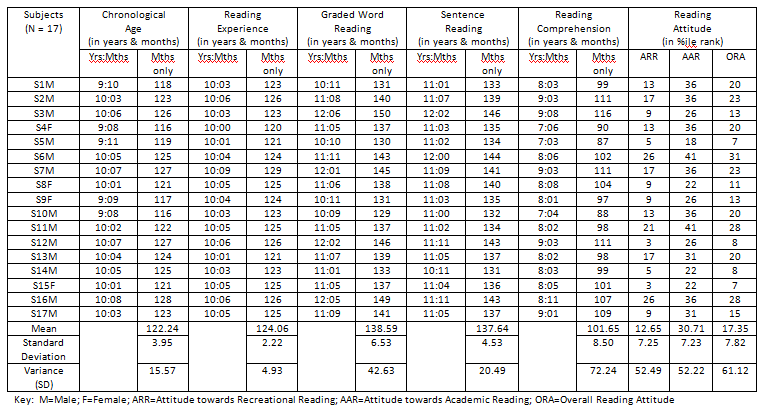 Subjects (N = 17) Chronological Age (in years & months) Reading Experience (in years & months) Graded Word Reading (in years & months) Sentence Reading (in years & months) Reading Comprehension (in years & months) Reading Attitude (in %ile rank)
Yrs:Mths Mths only Yrs:Mths Mths only Yrs:Mths Mths only Yrs:Mths Mths only Yrs:Mths Mths only ARR AAR ORA
S1M 9:10 118 10:03 123 10:11 131 11:01 133 8:03 99 13 36 20
S2M 10:03 123 10:06 126 11:08 140 11:07 139 9:03 111 17 36 23
S3M 10:06 126 10:03 123 12:06 150 12:02 146 9:08 116 9 26 13
S4F 9:08 116 10:00 120 11:05 137 11:03 135 7:06 90 13 36 20
S5M 9:11 119 10:01 121 10:10 130 11:02 134 7:03 87 5 18 7
S6M 10:05 125 10:04 124 11:11 143 12:00 144 8:06 102 26 41 31
S7M 10:07 127 10:09 129 12:01 145 11:09 141 9:03 111 17 36 23
S8F 10:01 121 10:05 125 11:06 138 11:08 140 8:08 104 9 22 11
S9F 9:09 117 10:04 124 10:11 131 11:03 135 8:01 97 9 26 13
S10M 9:08 116 10:03 123 10:09 129 11:00 132 7:04 88 13 36 20
S11M 10:02 122 10:05 125 11:05 137 11:02 134 8:02 98 21 41 28
S12M 10:07 127 10:06 126 12:02 146 11:11 143 9:03 111 3 26 8
S13M 10:04 124 10:01 121 11:07 139 11:05 137 8:02 98 17 31 20
S14M 10:05 125 10:03 123 11:01 133 10:11 131 8:03 99 5 22 8
S15F 10:01 121 10:05 125 11:05 137 11:04 136 8:05 101 3 22 7
S16M 10:08 128 10:06 126 12:05 149 11:11 143 8:11 107 26 36 28
S17M 10:03 123 10:05 125 11:09 141 11:05 137 9:01 109 9 31 15
Mean 122.24 124.06 138.59 137.64 101.65 12.65 30.71 17.35
Standard Deviation 3.95 2.22 6.53 4.53 8.50 7.25 7.23 7.82
Variance (SD) 15.57 4.93 42.63 20.49 72.24 52.49 52.22 61.12
Key: M=Male; F=Female; ARR=Attitude towards Recreational Reading; AAR=Attitude towards Academic Reading; ORA=Overall Reading Attitude